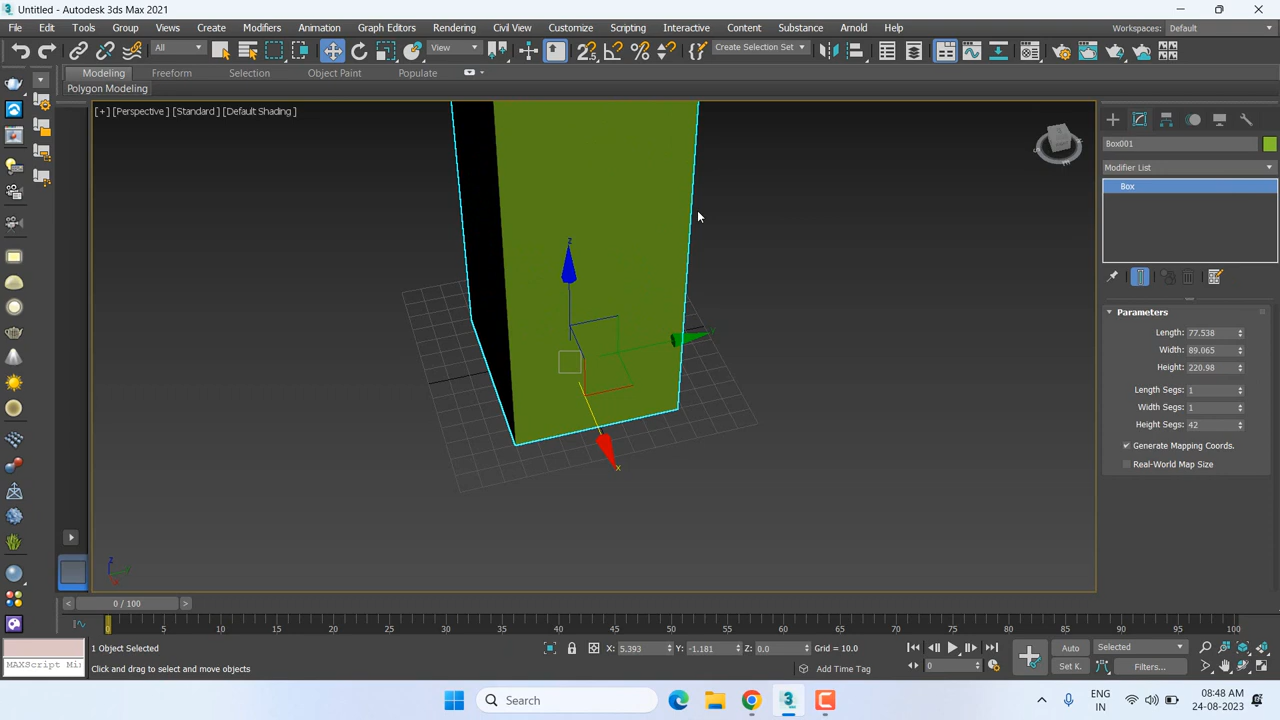 Untitled - Autodesk 3ds Max 2021
File Edit Tools Group Views Create Modifiers Animation Graph Editors Rendering Civil View Customize Scripting Interactive Content Substance Arnold Help Workspaces: Default
All View Create Selection Set
Modeling Freeform Selection Object Paint Populate
Polygon Modeling
[+] [Perspective ] [Standard ] [Default Shading ]
Box001
Modifier List
Box
Parameters
Length: 77.538
Width: 89.065
Height: 220.98
Length Segs: 1
Width Segs: 1
Height Segs: 42
Generate Mapping Coords.
Real-World Map Size
z
x
0 / 100
0 5 10 15 20 25 30 35 40 45 50 55 60 65 70 75 80 85 90 95 100
1 Object Selected X: 5.393 Y: -1.181 Z: 0.0 Grid = 10.0 Auto Selected
MAXScript Mi Click and drag to select and move objects Add Time Tag 0 Set K. Filters...
Search
ENG
IN
08:48 AM
24-08-2023